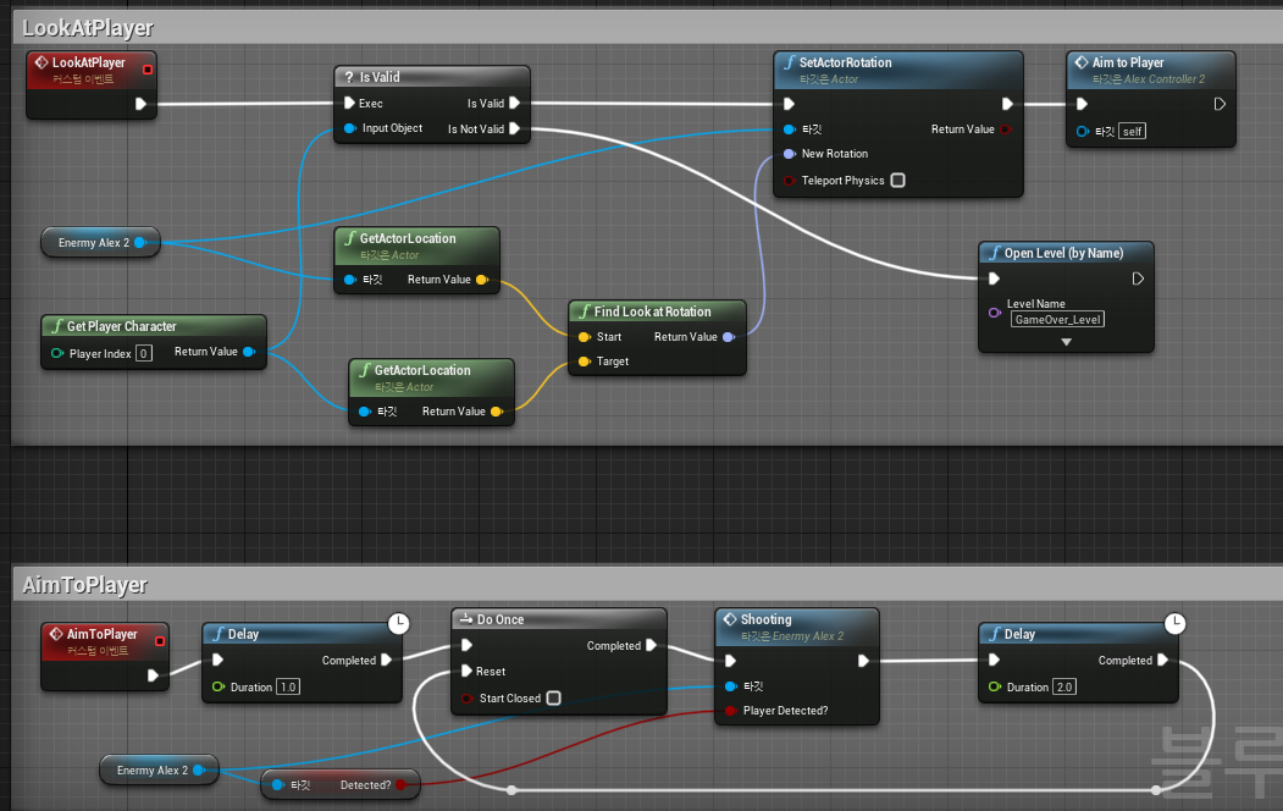 LookAtPlayer
LookAtPlayer
커스텀 이벤트
? Is Valid
Exec
Is Valid
Input Object
Is Not Valid
f SetActorRotation
타깃은 Actor
타깃
Return Value
New Rotation
Teleport Physics
Aim to Player
타깃은 Alex Controller 2
타깃 self
Enermy Alex 2
f GetActorLocation
타깃은 Actor
타깃
Return Value
f Open Level (by Name)
Level Name
GameOver_Level
f Get Player Character
Player Index 0
Return Value
f Find Look at Rotation
Start
Return Value
Target
f GetActorLocation
타깃은 Actor
타깃
Return Value
AimToPlayer
AimToPlayer
커스텀 이벤트
f Delay
Completed
Duration 1.0
Do Once
Completed
Reset
Start Closed
Shooting
타깃은 Enermy Alex 2
타깃
Player Detected?
f Delay
Completed
Duration 2.0
Enermy Alex 2
타깃
Detected?
블루